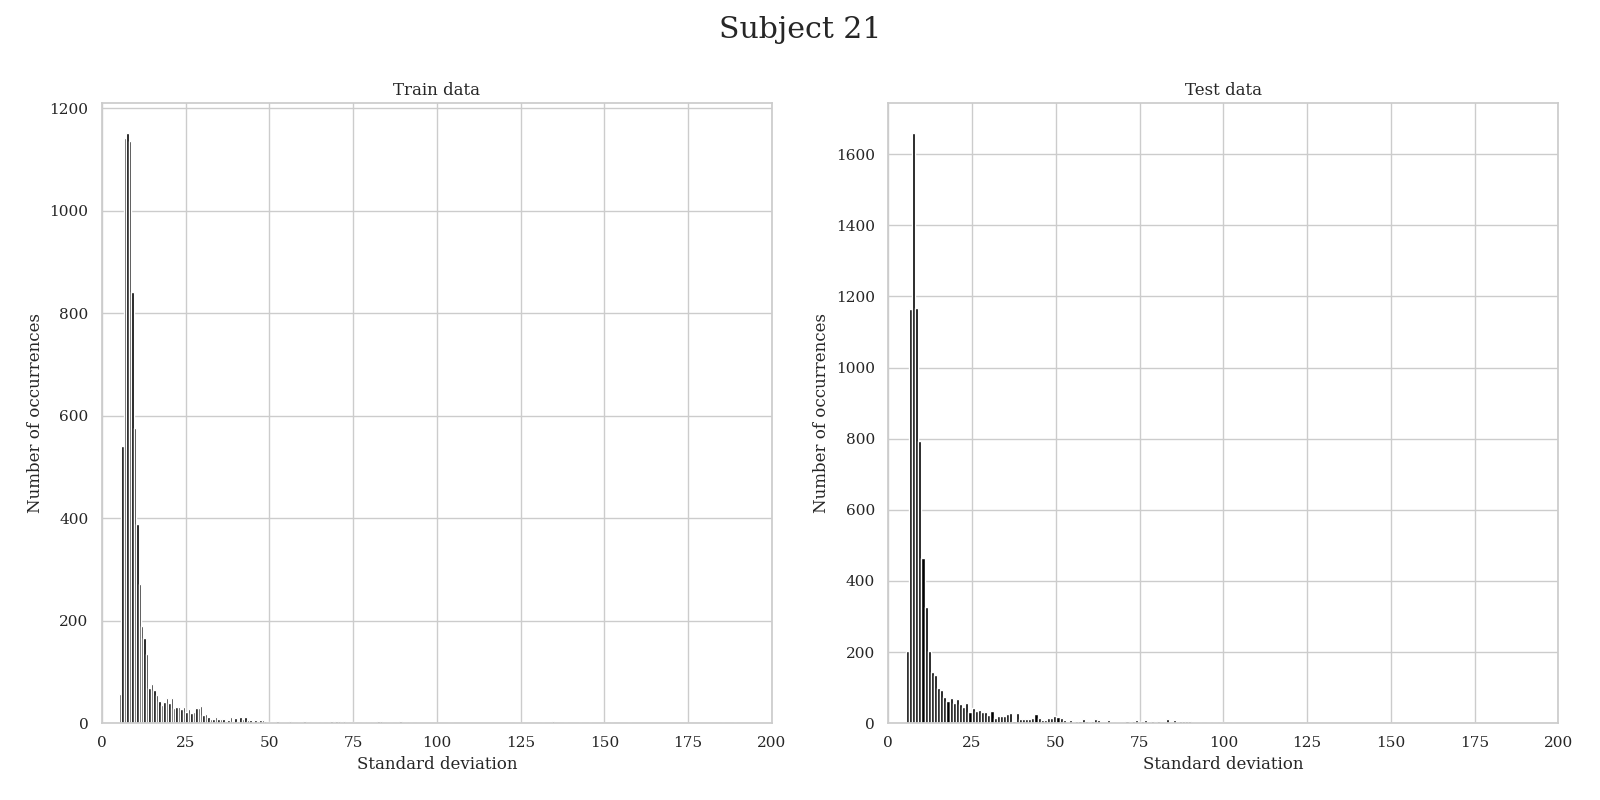 Subject 21
Train data
1200
1000
800
600
400
200
0
Number of occurrences
0 25 50 75 100 125 150 175 200
Standard deviation
Test data
1600
1400
1200
1000
800
600
400
200
0
Number of occurrences
0 25 50 75 100 125 150 175 200
Standard deviation